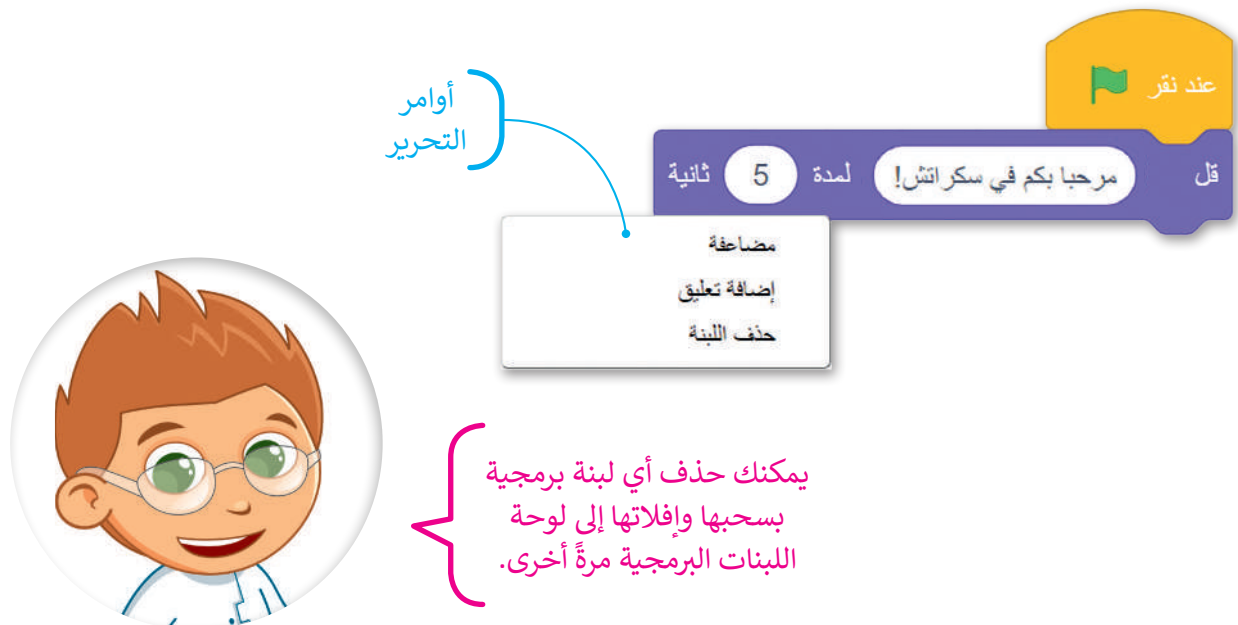 عند نقر
قل مرحبا بكم في سكراتش! لمدة 5 ثانية
أوامر
التحرير
مضاعفة
إضافة تعليق
حذف اللبنة
يمكنك حذف أي لبنة برمجية
بسحبها وإفلاتها إلى لوحة
اللبنات البرمجية مرةً أخرى.